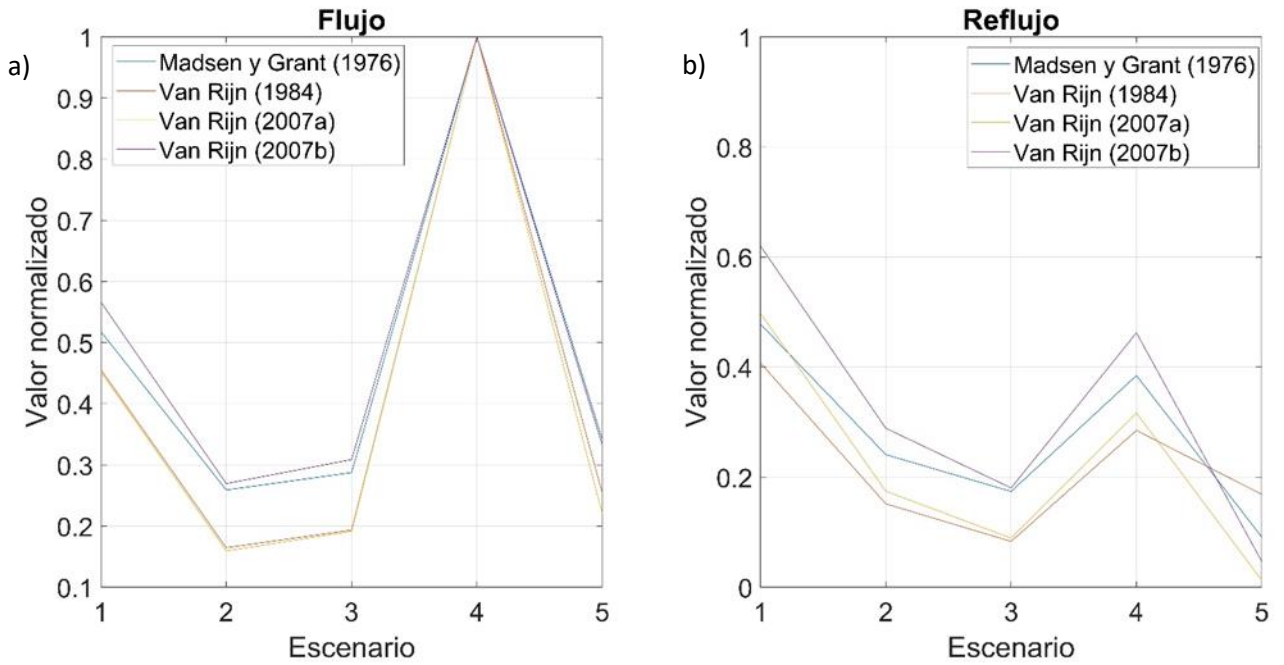 a)
Flujo
1
0.9
0.8
0.7
0.6
0.5
0.4
0.3
0.2
0.1
Valor normalizado
Madsen y Grant (1976)
Van Rijn (1984)
Van Rijn (2007a)
Van Rijn (2007b)
1 2 3 4 5
Escenario
b)
Reflujo
1
0.8
0.6
0.4
0.2
0
Valor normalizado
Madsen y Grant (1976)
Van Rijn (1984)
Van Rijn (2007a)
Van Rijn (2007b)
1 2 3 4 5
Escenario